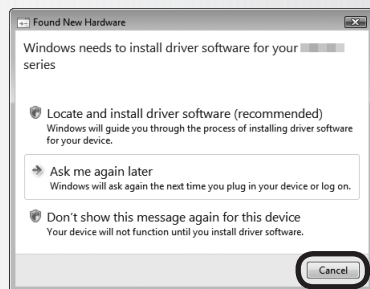 Found New Hardware
Windows needs to install driver software for your
series
Locate and install driver software (recommended)
Windows will guide you through the process of installing driver software
for your device.
Ask me again later
Windows will ask again the next time you plug in your device or log on.
Don't show this message again for this device
Your device will not function until you install driver software.
Cancel